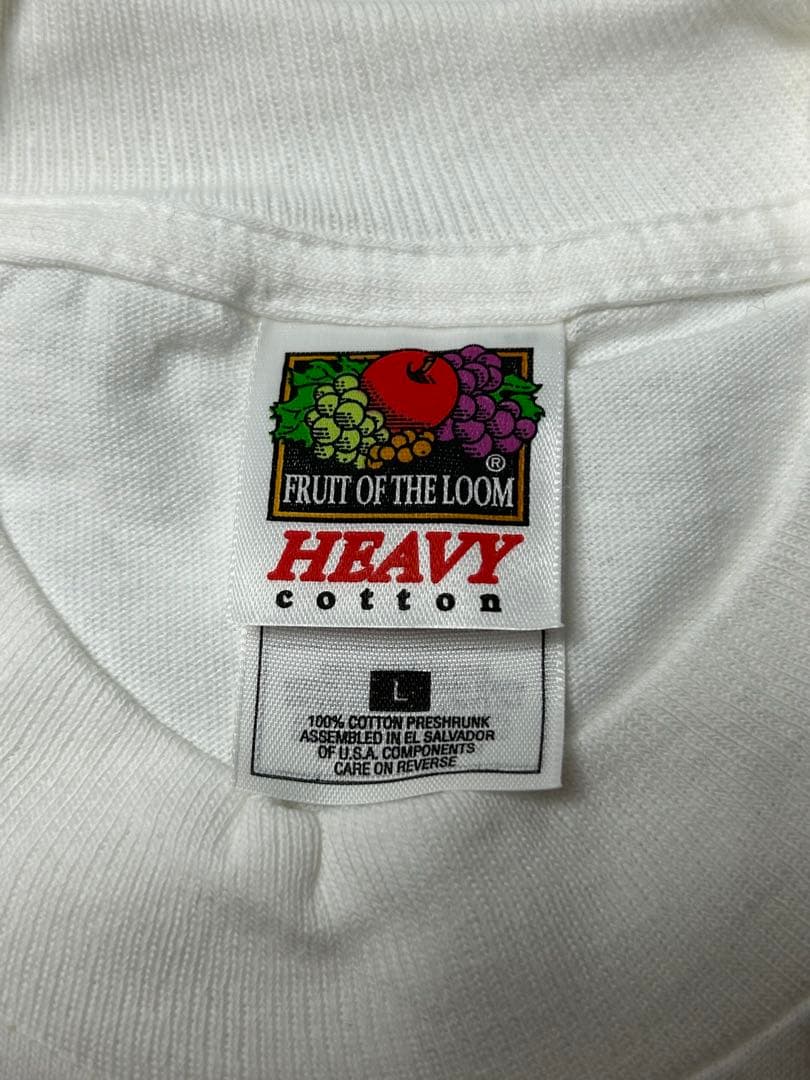 ®
FRUIT OF THE LOOM
HEAVY
cotton
L
100% COTTON PRESHRUNK
ASSEMBLED IN EL SALVADOR
OF U.S.A. COMPONENTS
CARE ON REVERSE